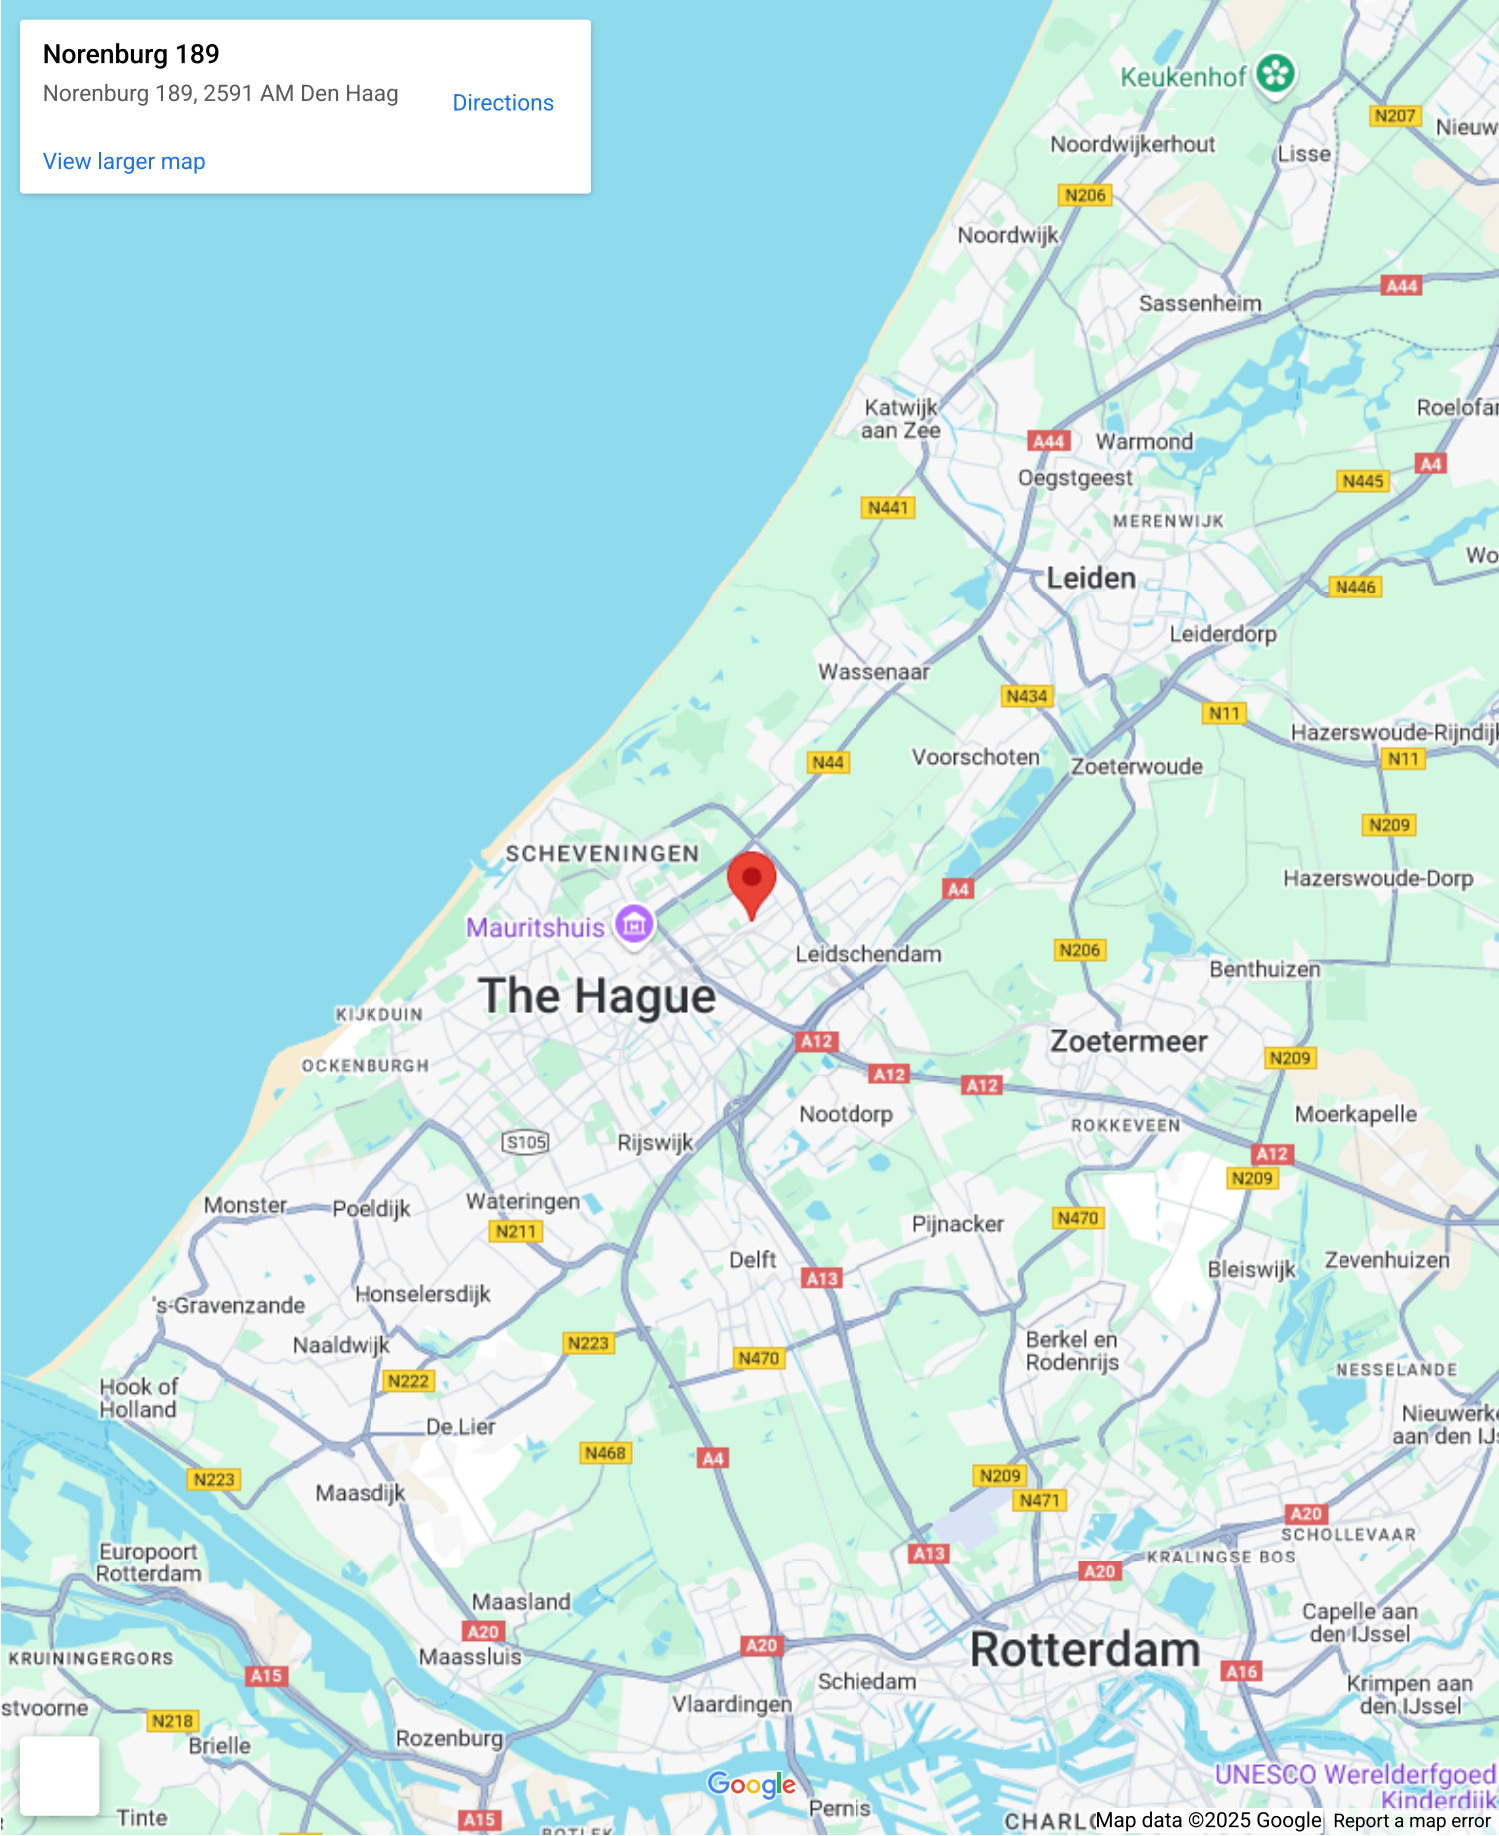 Norenburg 189
Norenburg 189, 2591 AM Den Haag
Directions
View larger map
Keukenhof
N207
Noordwijkerhout
Lisse
N206
Noordwijk
A44
Sassenheim
Katwijk
aan Zee
A44
Warmond
A4
Oegstgeest
N445
N441
MERENWIJK
Leiden
N446
Leiderdorp
Wassenaar
N434
N11
Hazerswoude-Rijndijk
N44
Voorschoten
Zoeterwoude
N11
N209
SCHEVENINGEN
A4
Hazerswoude-Dorp
Mauritshuis
Leidschendam
N206
Benthuizen
The Hague
KIJKDUIN
A12
Zoetermeer
N209
OCKENBURGH
A12
A12
Nootdorp
Moerkapelle
ROKKEVEEN
S105
Rijswijk
A12
N209
Monster
Poeldijk
Wateringen
N211
Pijnacker
N470
Delft
A13
Bleiswijk
Zevenhuizen
Honselersdijk
's-Gravenzande
Naaldwijk
N223
N470
Berkel en
Rodenrijs
NESSELANDE
N222
Hook of
Holland
De Lier
Nieuwerke
aan den IJs
N468
A4
N223
N209
Maasdijk
N471
A20
SCHOLLEVAAR
Europoort
Rotterdam
A13
KRALINGSE BOS
A20
Maasland
Capelle aan
den IJssel
A20
A20
Rotterdam
KRUININGERGORS
Maassluis
A15
Schiedam
A16
Krimpen aan
den IJssel
stvoorne
Vlaardingen
N218
Brielle
Rozenburg
Google
UNESCO Werelderfgoed
Kinderdijk
Tinte
A15
Pernis
CHARLO
Map data ©2025 Google
Report a map error